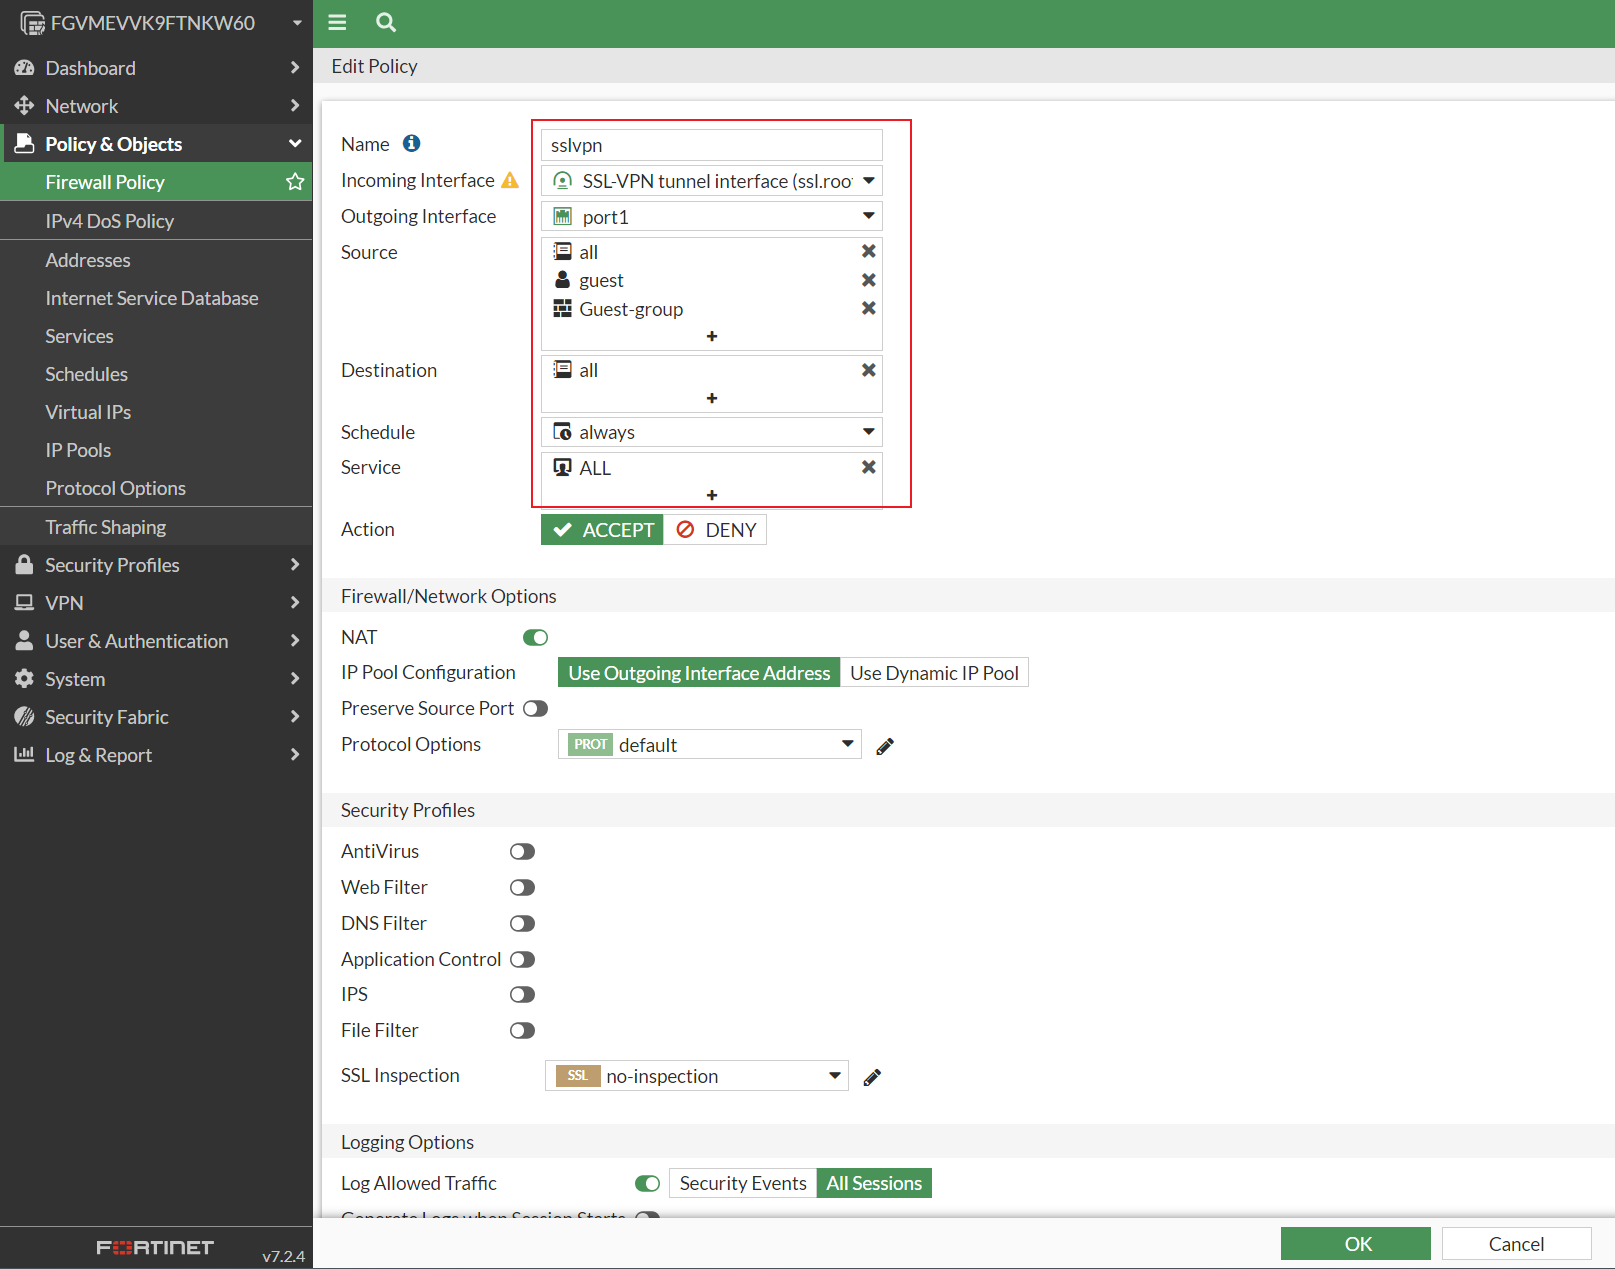 FGVMEVVK9FTNKW60
Dashboard
Network
Policy & Objects
Firewall Policy
IPv4 DoS Policy
Addresses
Internet Service Database
Services
Schedules
Virtual IPs
IP Pools
Protocol Options
Traffic Shaping
Security Profiles
VPN
User & Authentication
System
Security Fabric
Log & Report
FORTINET
v7.2.4
Edit Policy
Name sslvpn
Incoming Interface SSL-VPN tunnel interface (ssl.roo
Outgoing Interface port1
Source all
guest
Guest-group
Destination all
Schedule always
Service ALL
Action ACCEPT DENY
Firewall/Network Options
NAT
IP Pool Configuration Use Outgoing Interface Address Use Dynamic IP Pool
Preserve Source Port
Protocol Options PROT default
Security Profiles
AntiVirus
Web Filter
DNS Filter
Application Control
IPS
File Filter
SSL Inspection SSL no-inspection
Logging Options
Log Allowed Traffic Security Events All Sessions
Generate Logs when Session Starts
OK Cancel